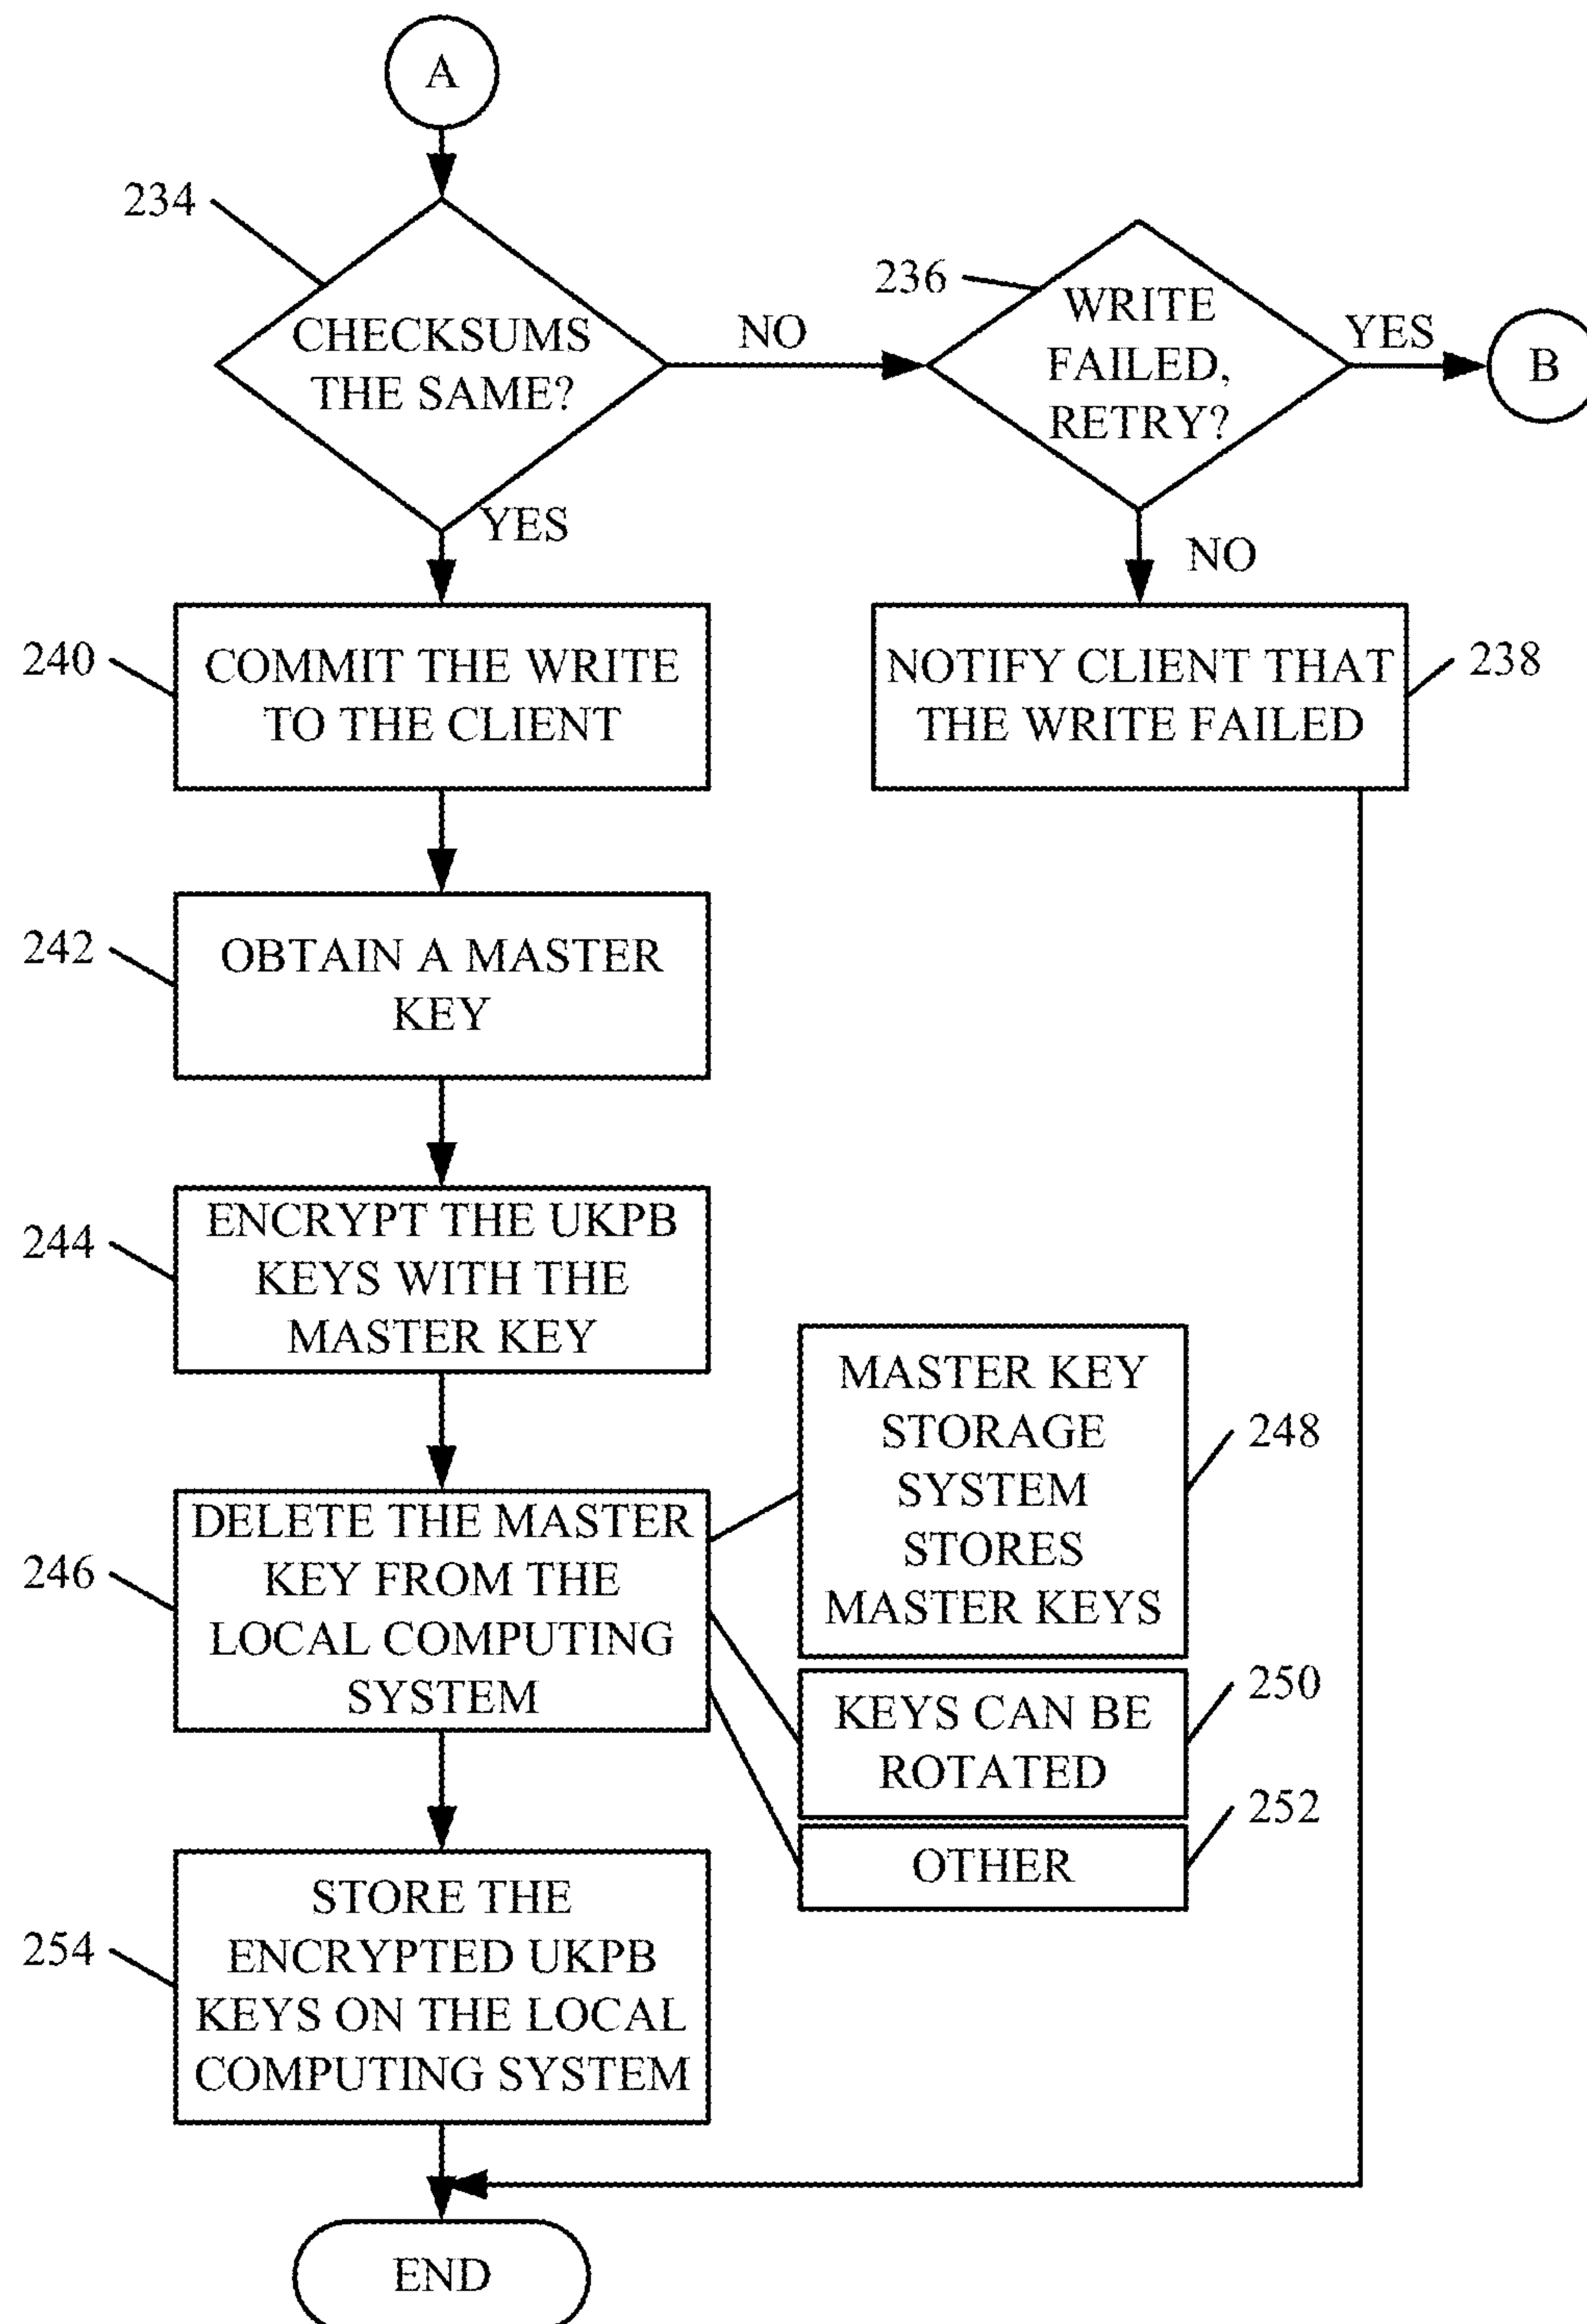 A
234
CHECKSUMS
THE SAME?
NO
236
WRITE
FAILED,
RETRY?
YES
B
YES
NO
240
COMMIT THE WRITE
TO THE CLIENT
NOTIFY CLIENT THAT
THE WRITE FAILED
238
242
OBTAIN A MASTER
KEY
244
ENCRYPT THE UKPB
KEYS WITH THE
MASTER KEY
246
DELETE THE MASTER
KEY FROM THE
LOCAL COMPUTING
SYSTEM
MASTER KEY
STORAGE
SYSTEM
STORES
MASTER KEYS
248
KEYS CAN BE
ROTATED
250
OTHER
252
254
STORE THE
ENCRYPTED UKPB
KEYS ON THE LOCAL
COMPUTING SYSTEM
END